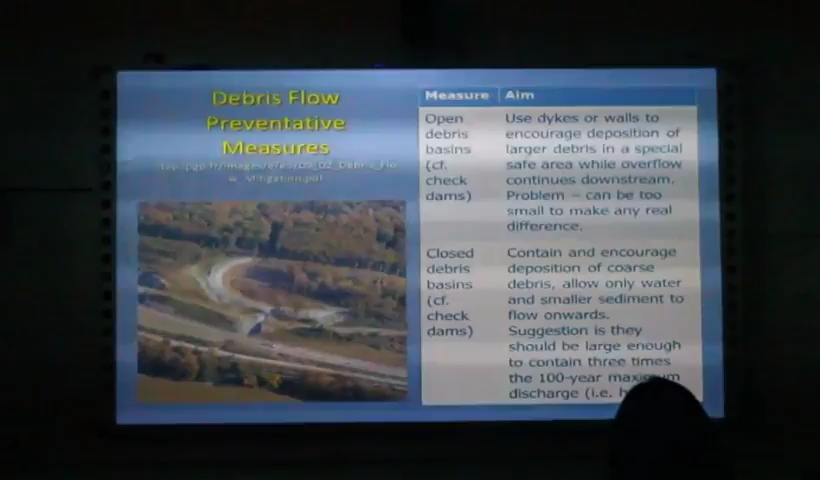 Debris Flow
Preventative
Measures
Measure Aim
Open
debris
basins
(cf.
check
dams)
Use dykes or walls to
encourage deposition of
larger debris in a special
safe area while overflow
continues downstream.
Problem – can be too
small to make any real
difference.
Closed
debris
basins
(cf.
check
dams)
Contain and encourage
deposition of coarse
debris, allow only water
and smaller sediment to
flow onwards.
Suggestion is they
should be large enough
to contain three times
the 100-year maximum
discharge (i.e.